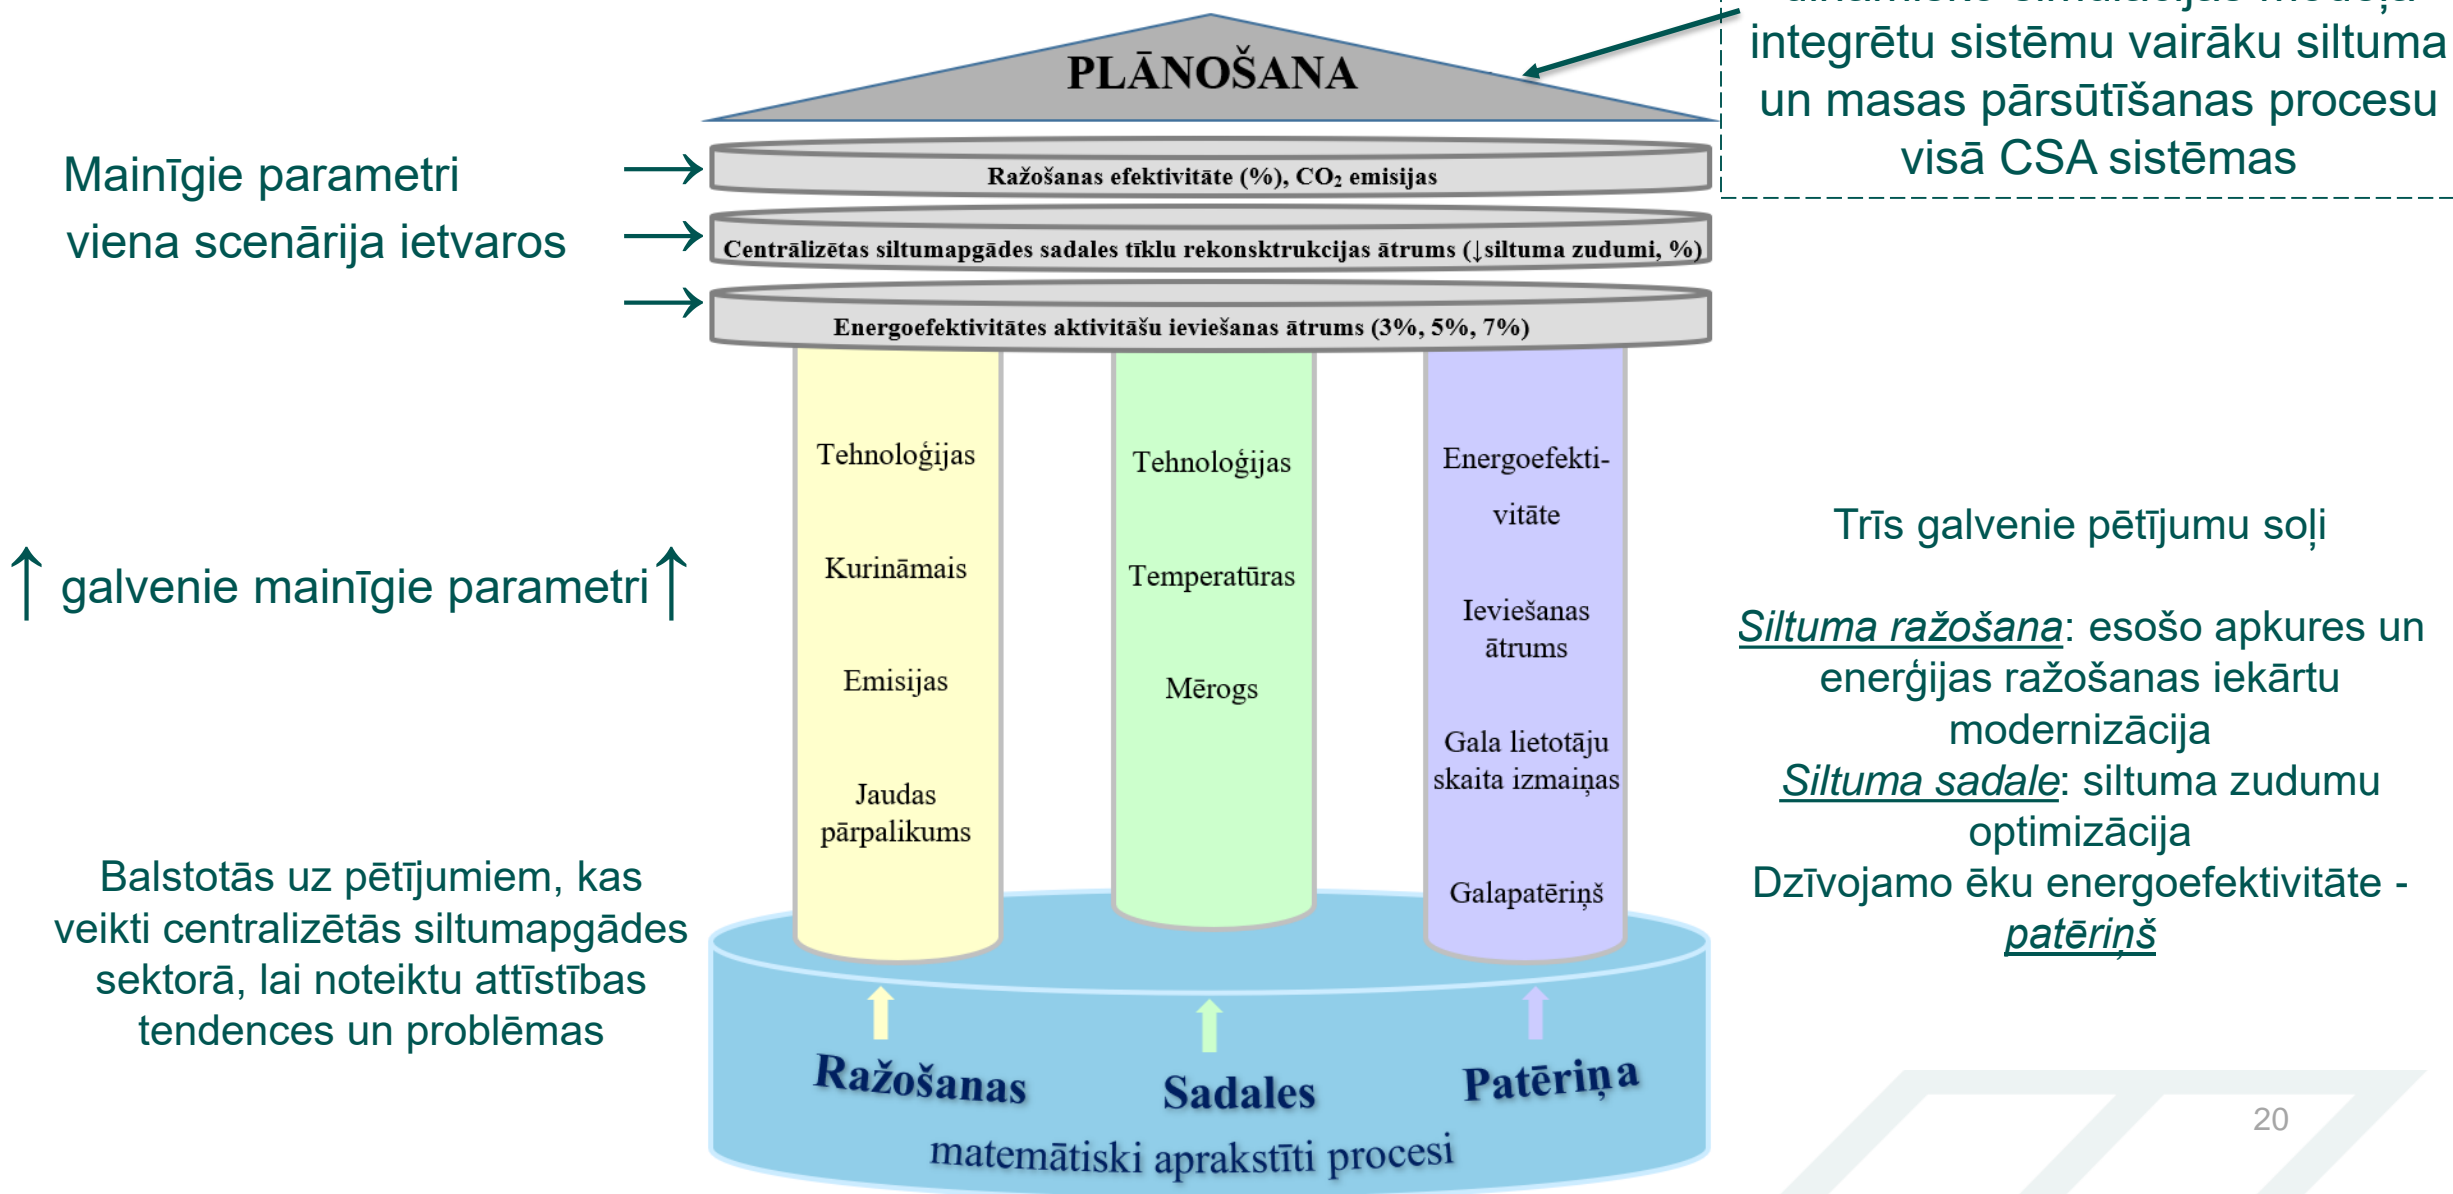 integrētu sistēmu vairāku siltuma
un masas pārsūtīšanas procesu
visā CSA sistēmas
PLĀNOŠANA
Mainīgie parametri
viena scenārija ietvaros
Ražošanas efektivitāte (%), CO₂ emisijas
Centrālizētas siltumapgādes sadales tīklu rekonsktrukcijas ātrums (↓siltuma zudumi, %)
Energoefektivitātes aktivitāšu ieviešanas ātrums (3%, 5%, 7%)
↑ galvenie mainīgie parametri ↑
Tehnoloģijas
Kurināmais
Emisijas
Jaudas
pārpalikums
Tehnoloģijas
Temperatūras
Mērogs
Energoefekti-
vitāte
Ieviešanas
ātrums
Gala lietotāju
skaita izmaiņas
Galapatēriņš
Trīs galvenie pētījumu soļi
Siltuma ražošana: esošo apkures un
enerģijas ražošanas iekārtu
modernizācija
Siltuma sadale: siltuma zudumu
optimizācija
Dzīvojamo ēku energoefektivitāte -
patēriņš
Balstotās uz pētījumiem, kas
veikti centralizētās siltumapgādes
sektorā, lai noteiktu attīstības
tendences un problēmas
Ražošanas
Sadales
Patēriņa
matemātiski aprakstīti procesi
20